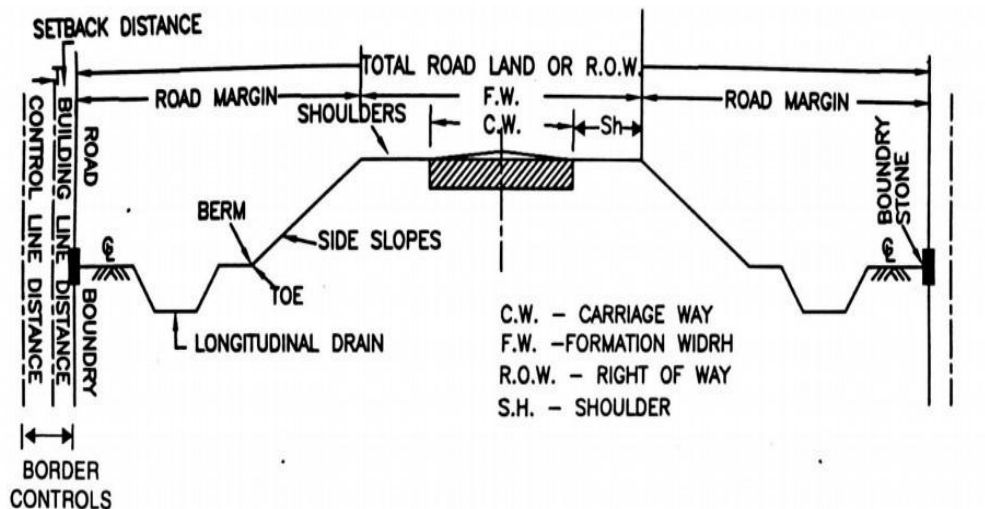 SETBACK DISTANCE
TOTAL ROAD LAND OR R.O.W.
ROAD MARGIN
F.W.
ROAD MARGIN
SHOULDERS
C.W.
Sh
CONTROL LINE DISTANCE
BUILDING LINE DISTANCE
ROAD BOUNDRY
BOUNDRY
STONE
BERM
SIDE SLOPES
TOE
LONGITUDINAL DRAIN
C.W. - CARRIAGE WAY
F.W. -FORMATION WIDRH
R.O.W. - RIGHT OF WAY
S.H. - SHOULDER
BORDER
CONTROLS